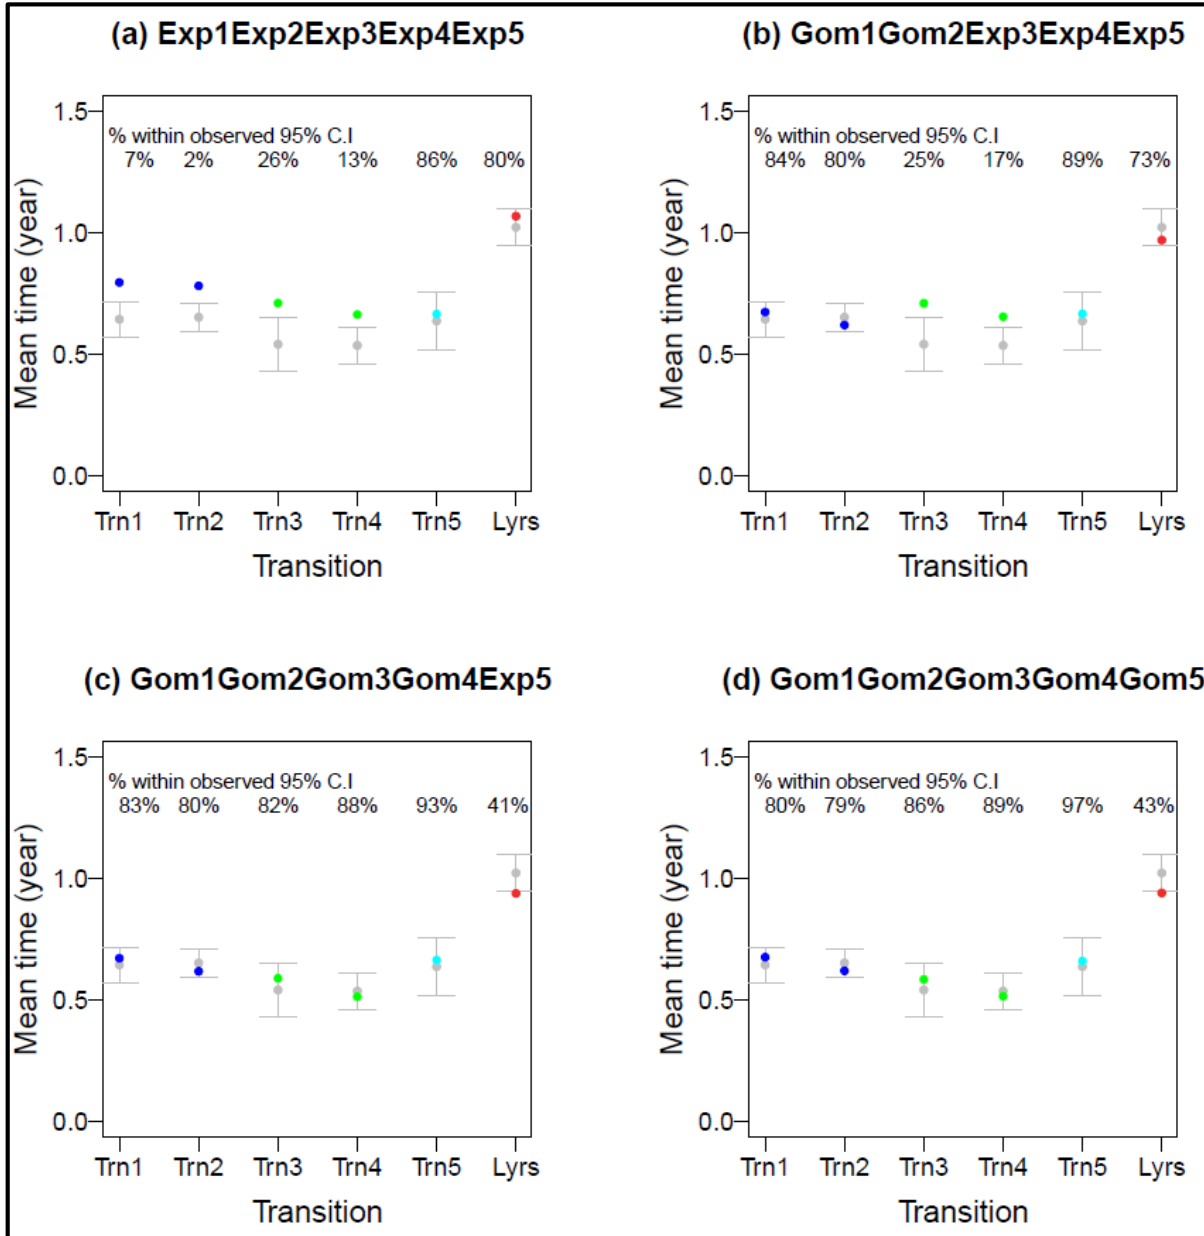 (a) Exp1Exp2Exp3Exp4Exp5
1.5
% within observed 95% C.I
7% 2% 26% 13% 86% 80%
1.0
0.5
0.0
Mean time (year)
Trn1 Trn2 Trn3 Trn4 Trn5 Lyrs
Transition
(b) Gom1Gom2Exp3Exp4Exp5
1.5
% within observed 95% C.I
84% 80% 25% 17% 89% 73%
1.0
0.5
0.0
Mean time (year)
Trn1 Trn2 Trn3 Trn4 Trn5 Lyrs
Transition
(c) Gom1Gom2Gom3Gom4Exp5
1.5
% within observed 95% C.I
83% 80% 82% 88% 93% 41%
1.0
0.5
0.0
Mean time (year)
Trn1 Trn2 Trn3 Trn4 Trn5 Lyrs
Transition
(d) Gom1Gom2Gom3Gom4Gom5
1.5
% within observed 95% C.I
80% 79% 86% 89% 97% 43%
1.0
0.5
0.0
Mean time (year)
Trn1 Trn2 Trn3 Trn4 Trn5 Lyrs
Transition